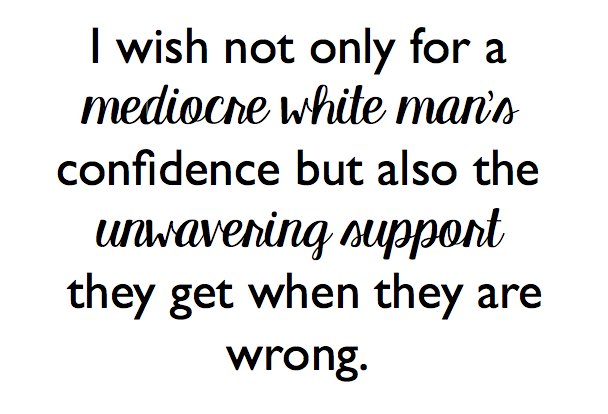 I wish not only for a
mediocre white man's
confidence but also the
unwavering support
they get when they are
wrong.